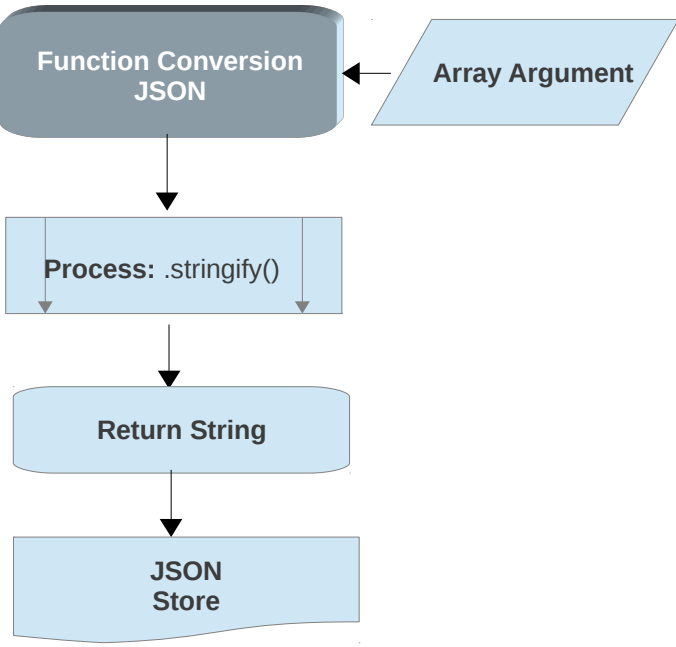 Function Conversion
JSON
Array Argument
Process: .stringify()
Return String
JSON
Store